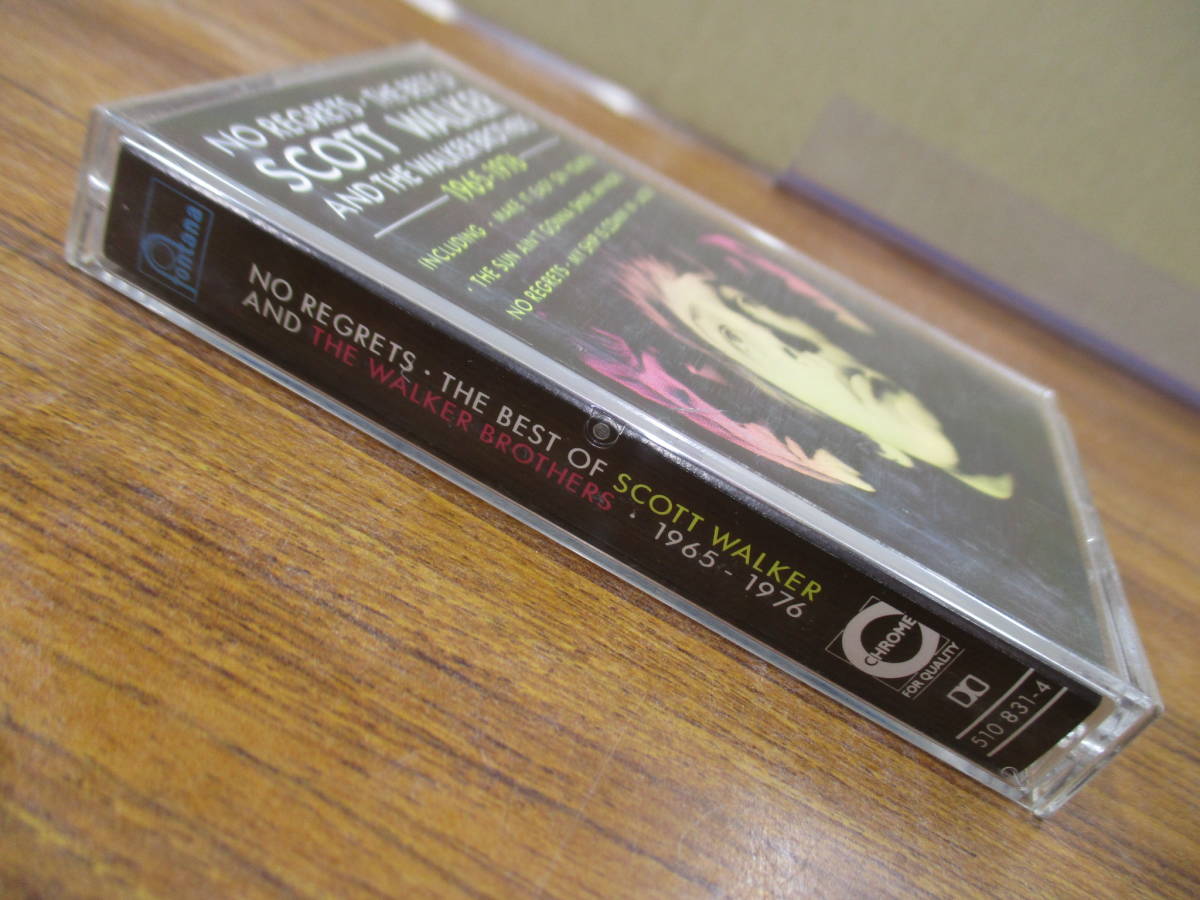 NO REGRETS · THE BEST OF
SCOTT WALKER
AND THE WALKER BROTHERS
1965-1976
INCLUDING · MAKE IT EASY ON YOURSELF
· THE SUN AIN'T GONNA SHINE ANYMORE
NO REGRETS · MY SHIP IS COMING IN
fontana
NO REGRETS · THE BEST OF SCOTT WALKER
AND THE WALKER BROTHERS · 1965 - 1976
CHROME
FOR QUALITY
510 831-4